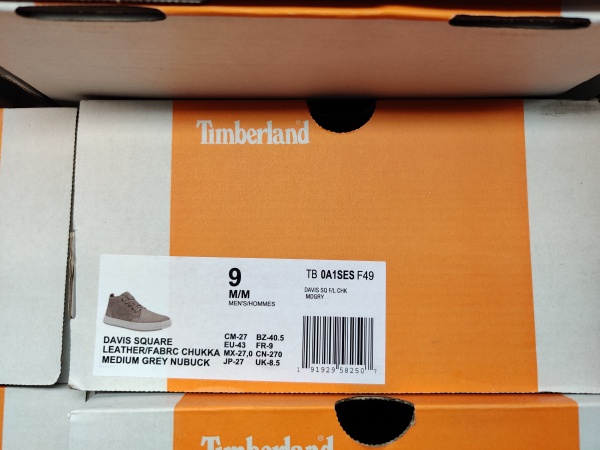 Timberland
9
M/M
MEN'S/HOMMES
TB 0A1SES F49
DAVIS SQ F/L CHK
MDGRY
DAVIS SQUARE
LEATHER/FABRC CHUKKA
MEDIUM GREY NUBUCK
CM-27 BZ-40.5
EU-43 FR-9
MX-27,0 CN-270
JP-27 UK-8.5
1 91929 58250 7
Timberland